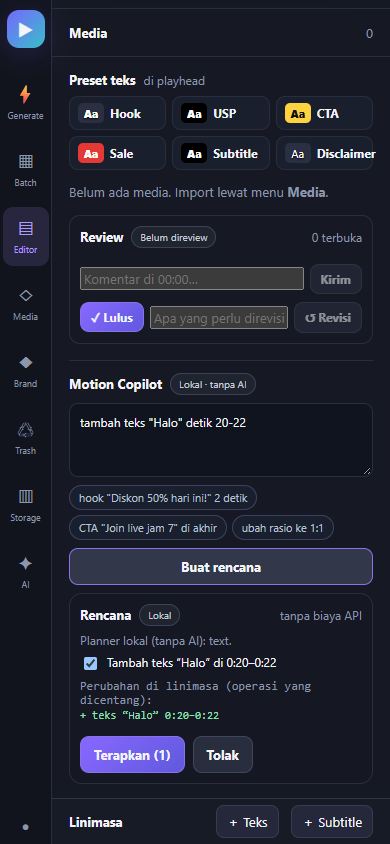 Media 0
Generate
Batch
Editor
Media
Brand
Trash
Storage
AI
Preset teks di playhead
Aa Hook Aa USP Aa CTA
Aa Sale Aa Subtitle Aa Disclaimer
Belum ada media. Import lewat menu Media.
Review Belum direview 0 terbuka
Komentar di 00:00... Kirim
✓ Lulus Apa yang perlu direvisi ↺ Revisi
Motion Copilot Lokal · tanpa AI
tambah teks "Halo" detik 20-22
hook "Diskon 50% hari ini!" 2 detik
CTA "Join live jam 7" di akhir ubah rasio ke 1:1
Buat rencana
Rencana Lokal tanpa biaya API
Planner lokal (tanpa AI): text.
Tambah teks “Halo” di 0:20–0:22
Perubahan di linimasa (operasi yang
dicentang):
+ teks “Halo” 0:20–0:22
Terapkan (1) Tolak
Linimasa + Teks + Subtitle